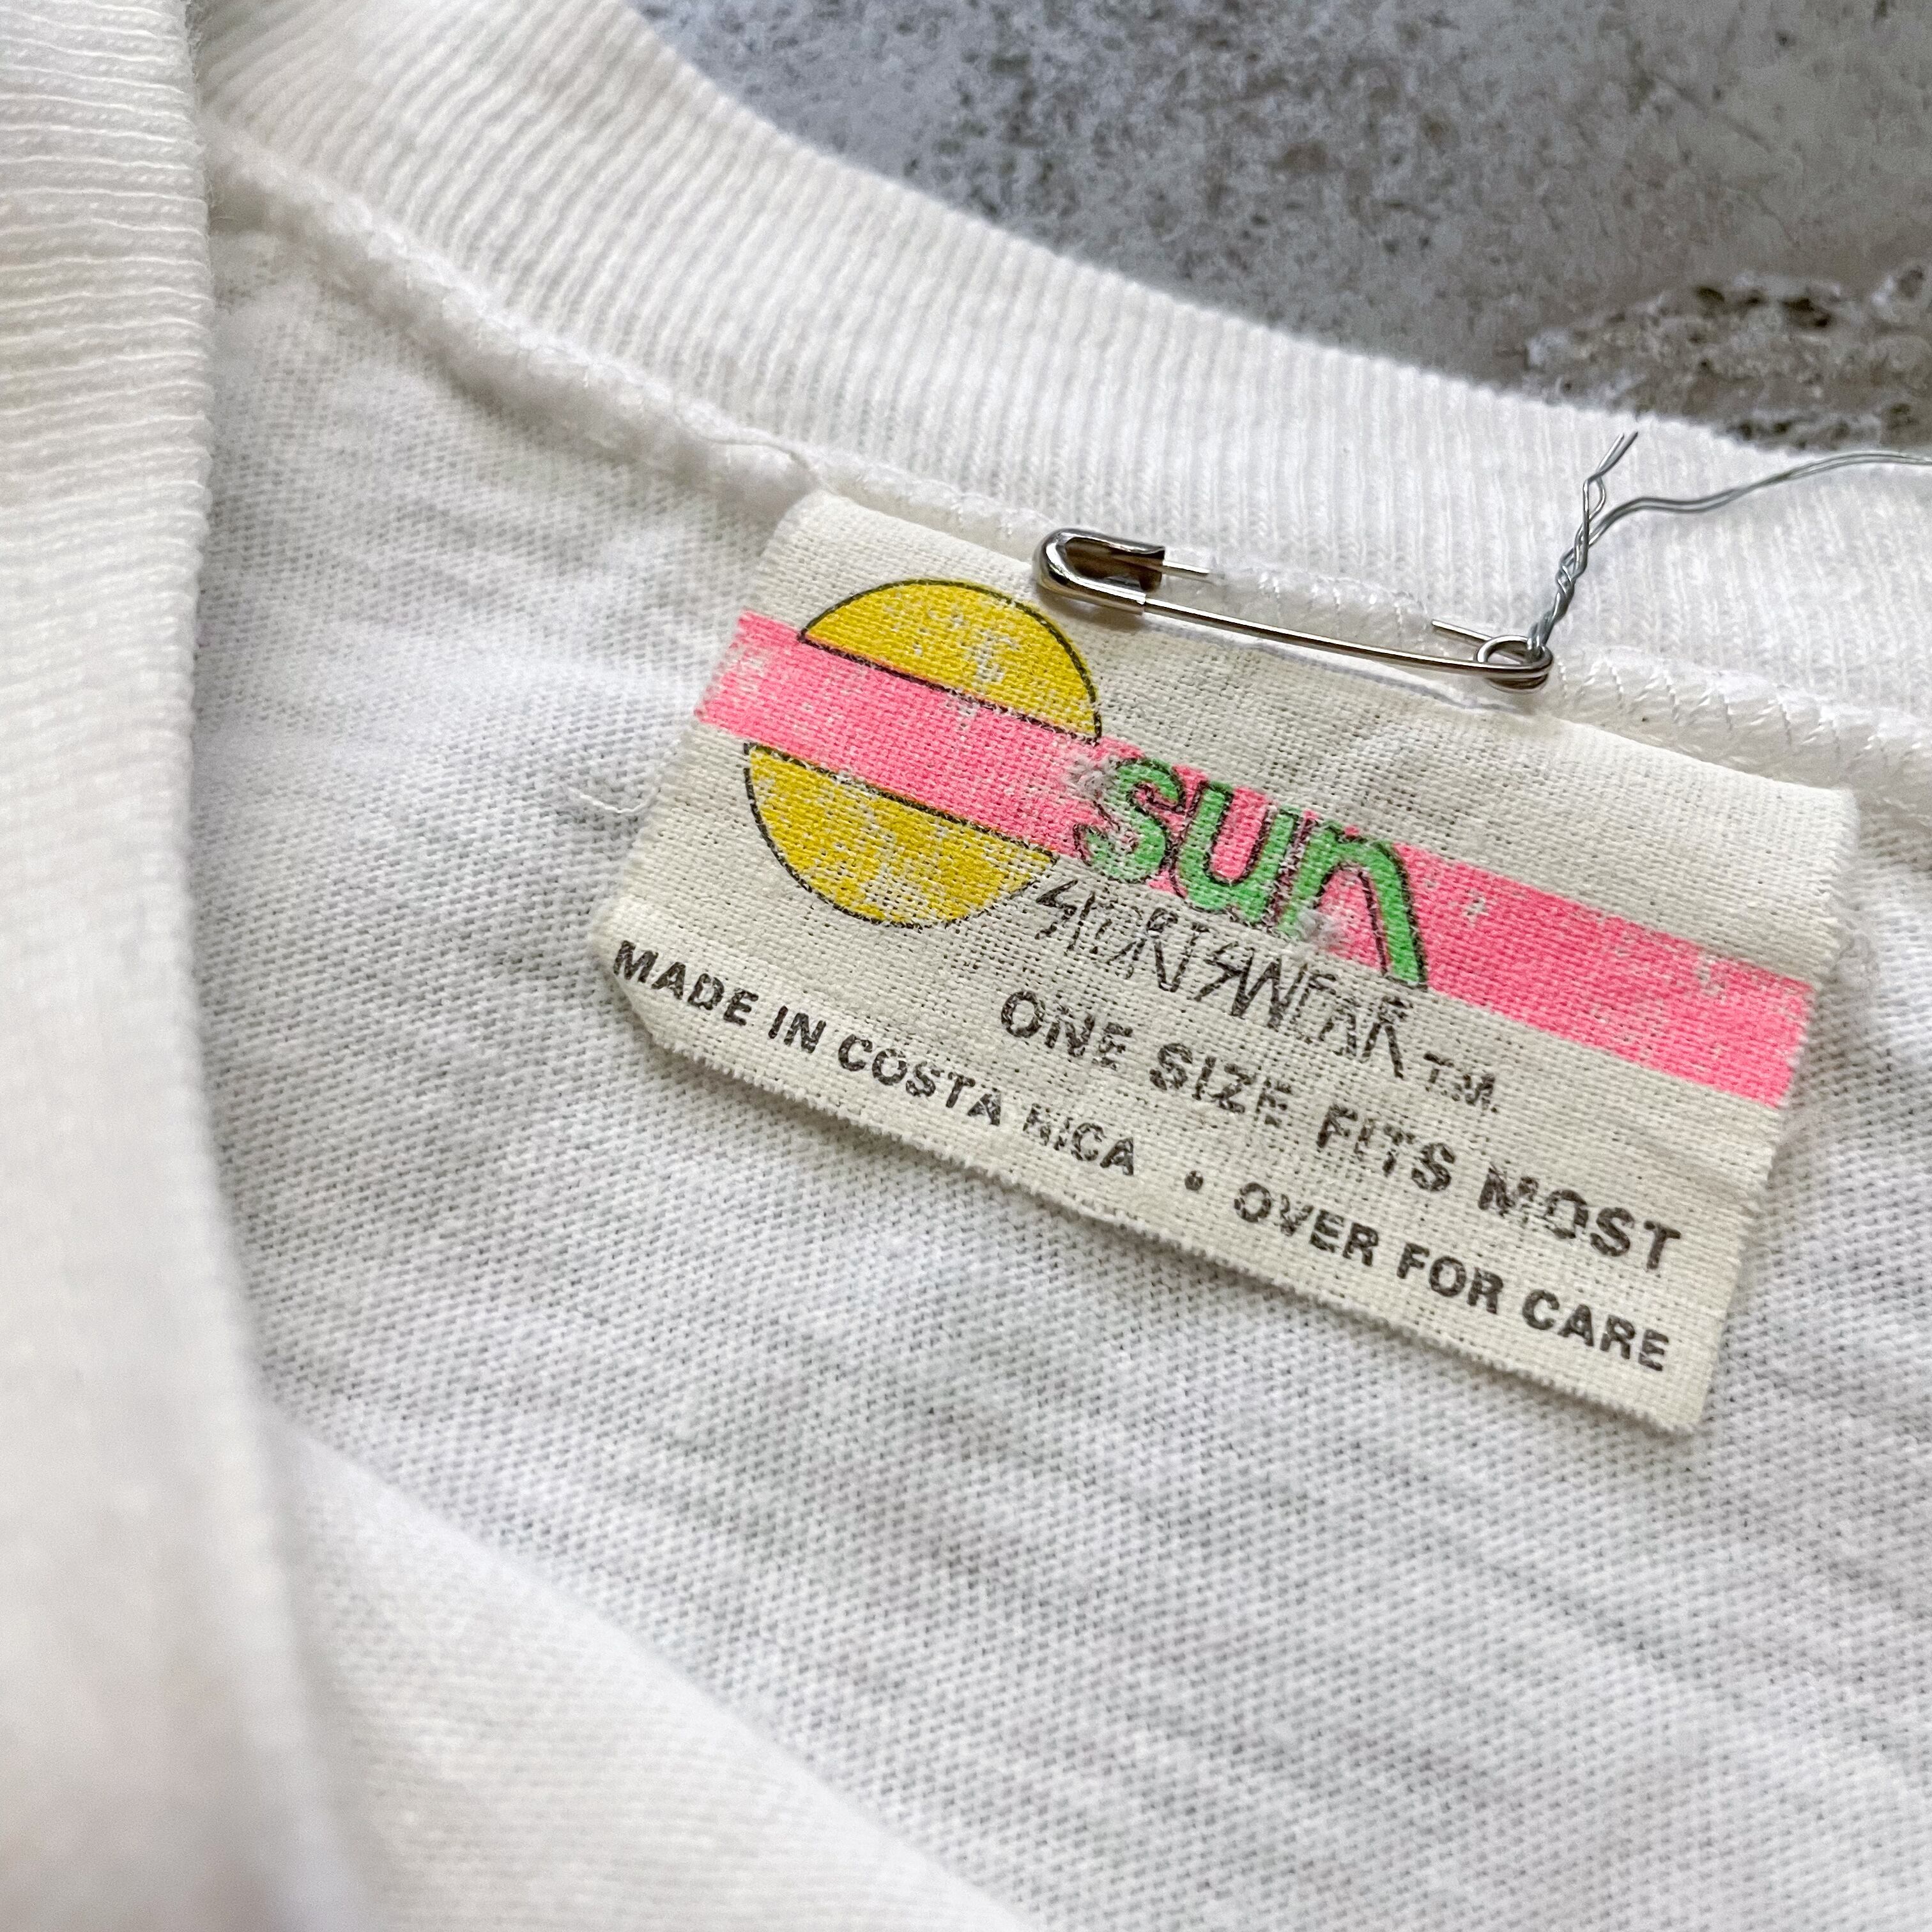 sun
SPORTSWEAR T.M.
ONE SIZE FITS MOST
MADE IN COSTA RICA • OVER FOR CARE